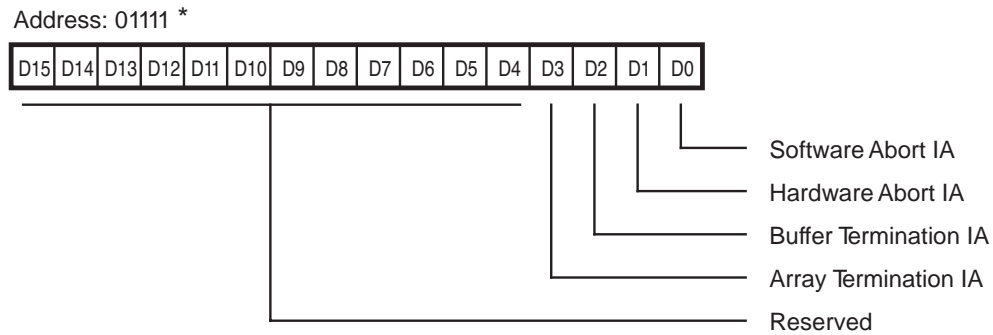 Address: 01111 *
D15 D14 D13 D12 D11 D10 D9 D8 D7 D6 D5 D4 D3 D2 D1 D0
Software Abort IA
Hardware Abort IA
Buffer Termination IA
Array Termination IA
Reserved